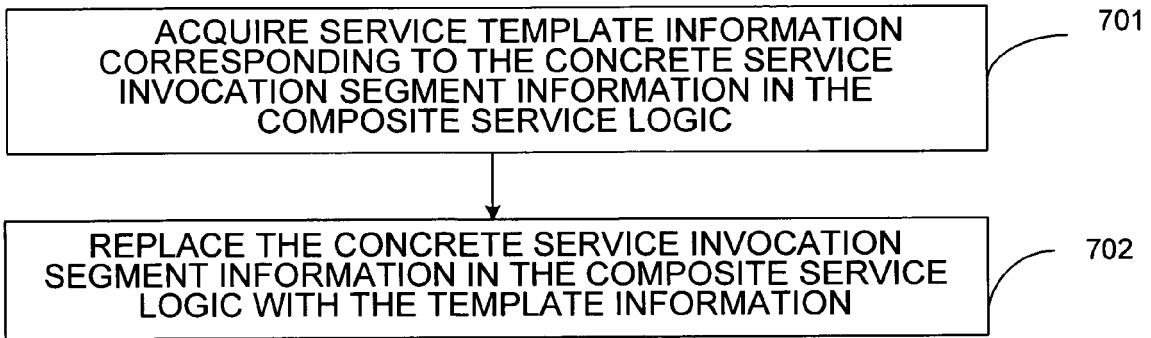 ACQUIRE SERVICE TEMPLATE INFORMATION
CORRESPONDING TO THE CONCRETE SERVICE
INVOCATION SEGMENT INFORMATION IN THE
COMPOSITE SERVICE LOGIC
701
REPLACE THE CONCRETE SERVICE INVOCATION
SEGMENT INFORMATION IN THE COMPOSITE SERVICE
LOGIC WITH THE TEMPLATE INFORMATION
702